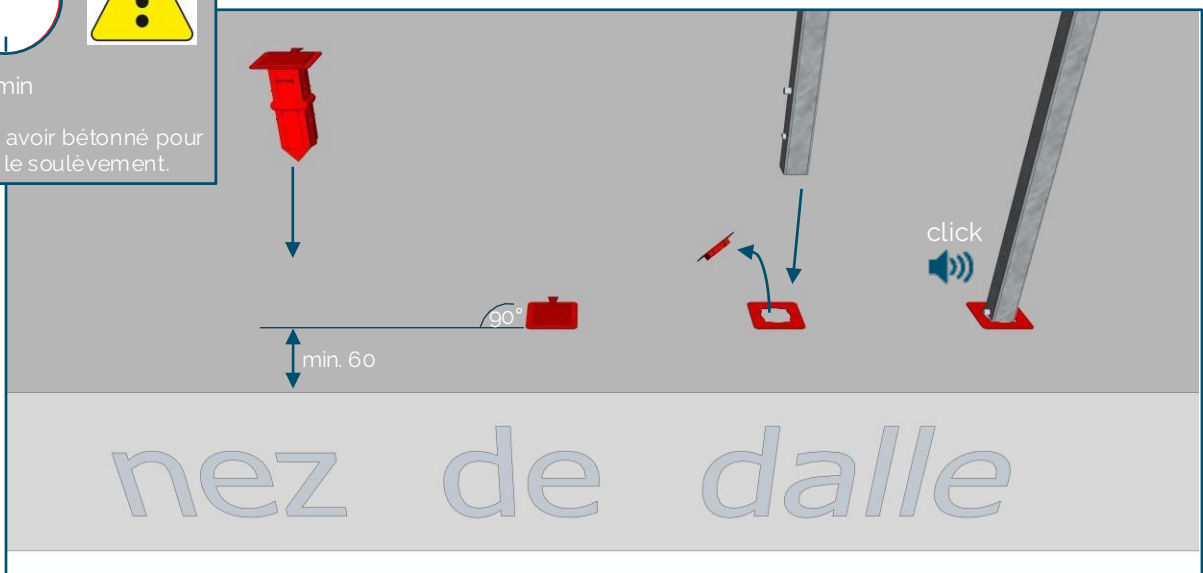 min
avoir bétonné pour
le soulèvement.
click
90°
min. 60
nez de dalle